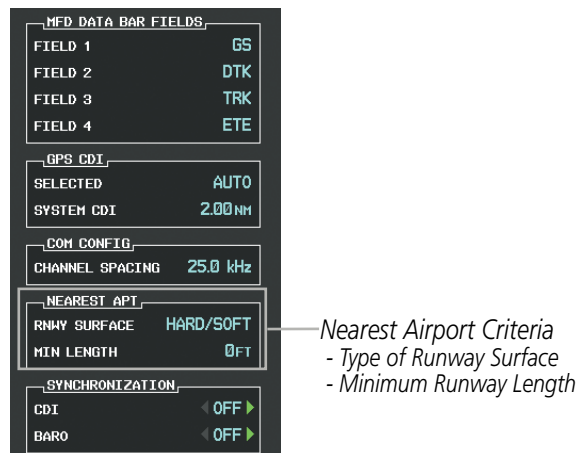 MFD DATA BAR FIELDS
FIELD 1 GS
FIELD 2 DTK
FIELD 3 TRK
FIELD 4 ETE
GPS CDI
SELECTED AUTO
SYSTEM CDI 2.00 NM
COM CONFIG
CHANNEL SPACING 25.0 kHz
NEAREST APT
RNWY SURFACE HARD/SOFT
MIN LENGTH 0FT
Nearest Airport Criteria
- Type of Runway Surface
- Minimum Runway Length
SYNCHRONIZATION
CDI OFF
BARO OFF